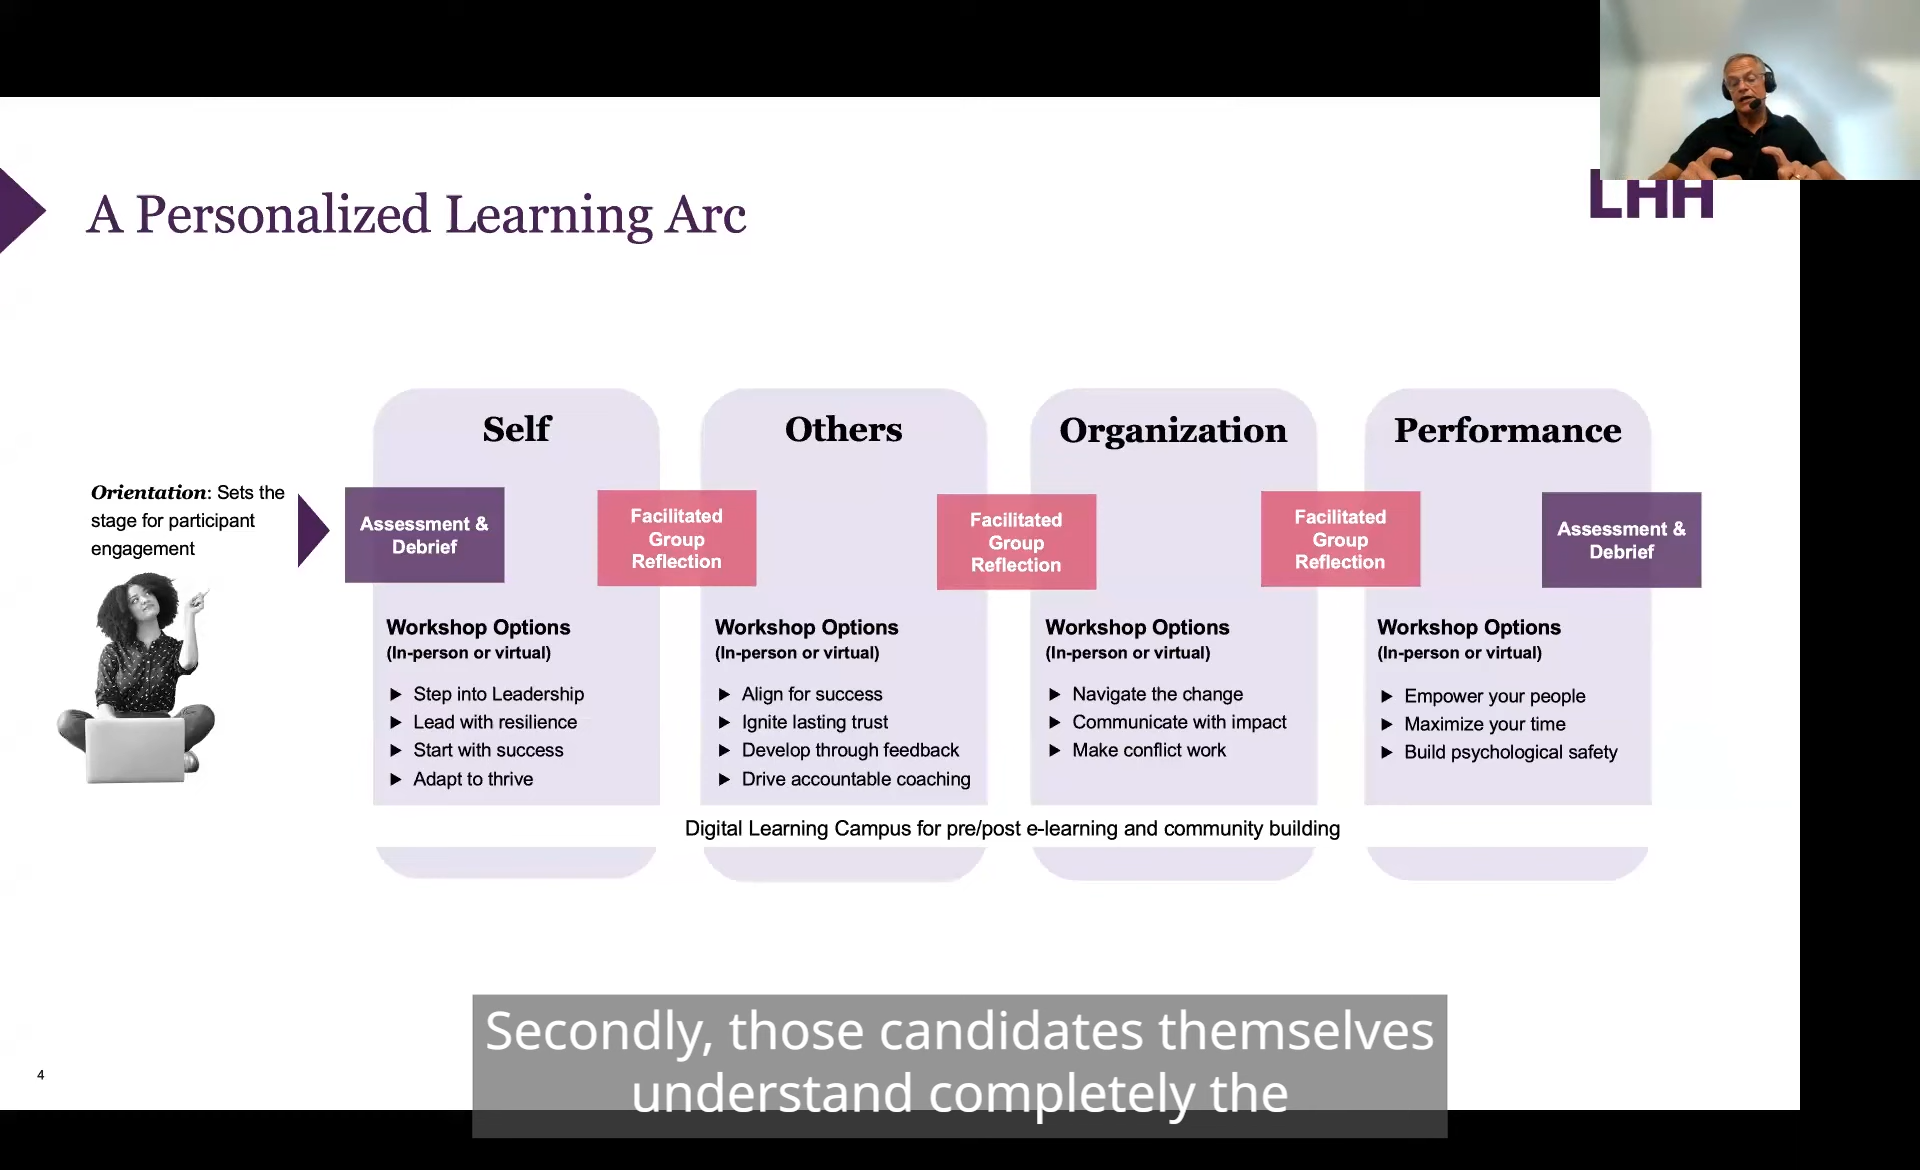 LHH
A Personalized Learning Arc
Orientation: Sets the
stage for participant
engagement
Self
Assessment &
Debrief
Workshop Options
(In-person or virtual)
Step into Leadership
Lead with resilience
Start with success
Adapt to thrive
Facilitated
Group
Reflection
Others
Workshop Options
(In-person or virtual)
Align for success
Ignite lasting trust
Develop through feedback
Drive accountable coaching
Facilitated
Group
Reflection
Organization
Workshop Options
(In-person or virtual)
Navigate the change
Communicate with impact
Make conflict work
Facilitated
Group
Reflection
Performance
Assessment &
Debrief
Workshop Options
(In-person or virtual)
Empower your people
Maximize your time
Build psychological safety
Digital Learning Campus for pre/post e-learning and community building
Secondly, those candidates themselves
understand completely the
4